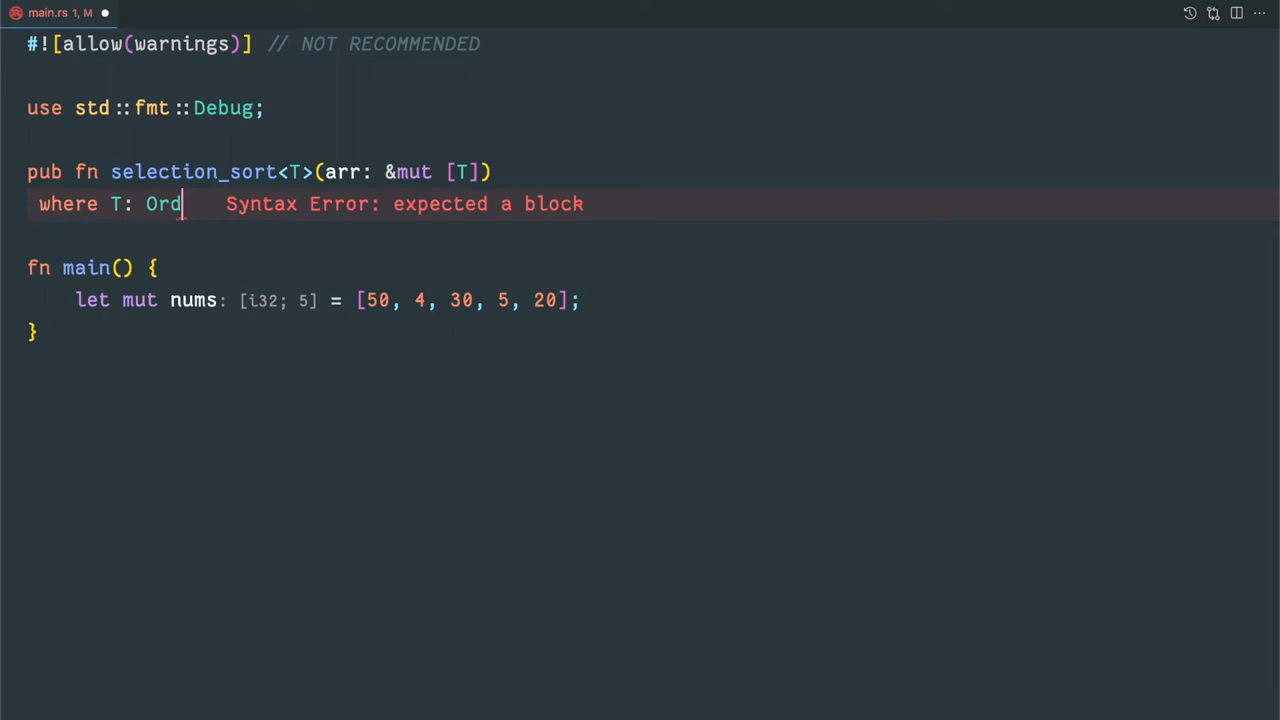 main.rs 1, M
#![allow(warnings)] // NOT RECOMMENDED
use std::fmt::Debug;
pub fn selection_sort<T>(arr: &mut [T])
where T: Ord Syntax Error: expected a block
fn main() {
let mut nums: [i32; 5] = [50, 4, 30, 5, 20];
}